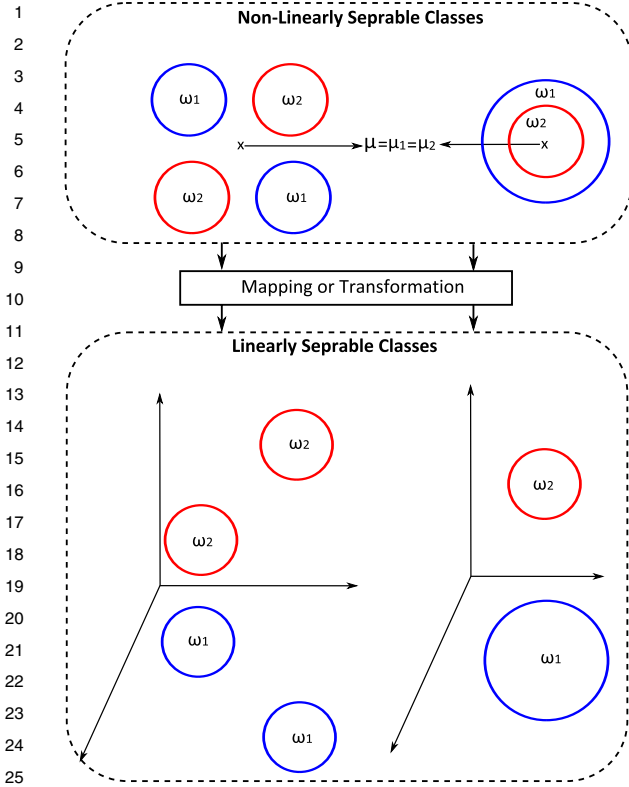 1
Non-Linearly Seprable Classes
2
3
ω1 ω2 ω1
4
ω2
5
x μ=μ1=μ2 x
6
ω2 ω1
7
8
9
Mapping or Transformation
10
11
Linearly Seprable Classes
12
13
14
ω2
15
ω2
16
17
ω2
18
19
20
ω1
21
ω1
22
23
ω1
24
25